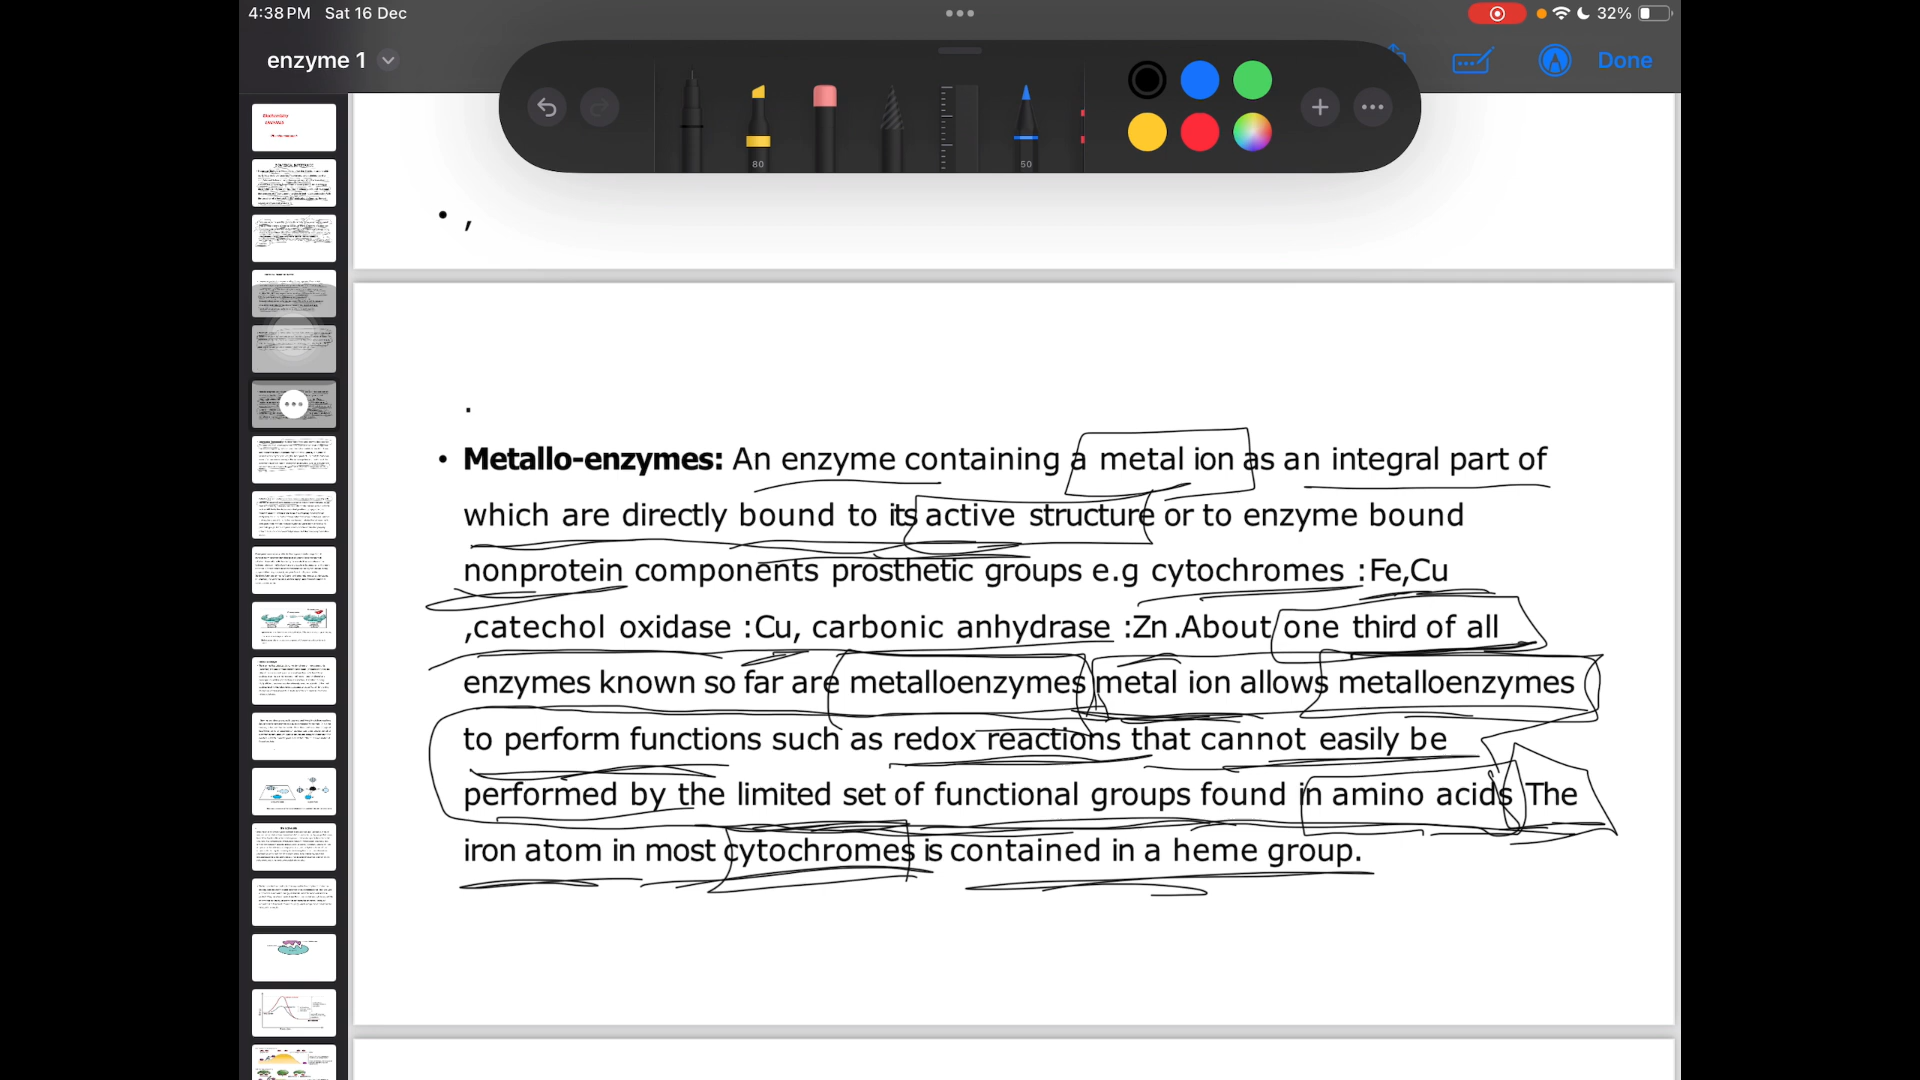 4:38 PM Sat 16 Dec
32%
enzyme 1
Done
80
50
• ,
.
• Metallo-enzymes: An enzyme containing a metal ion as an integral part of
which are directly bound to its active structure or to enzyme bound
nonprotein components prosthetic groups e.g cytochromes :Fe,Cu
,catechol oxidase :Cu, carbonic anhydrase :Zn.About one third of all
enzymes known so far are metalloenzymes metal ion allows metalloenzymes
to perform functions such as redox reactions that cannot easily be
performed by the limited set of functional groups found in amino acids The
iron atom in most cytochromes is contained in a heme group.